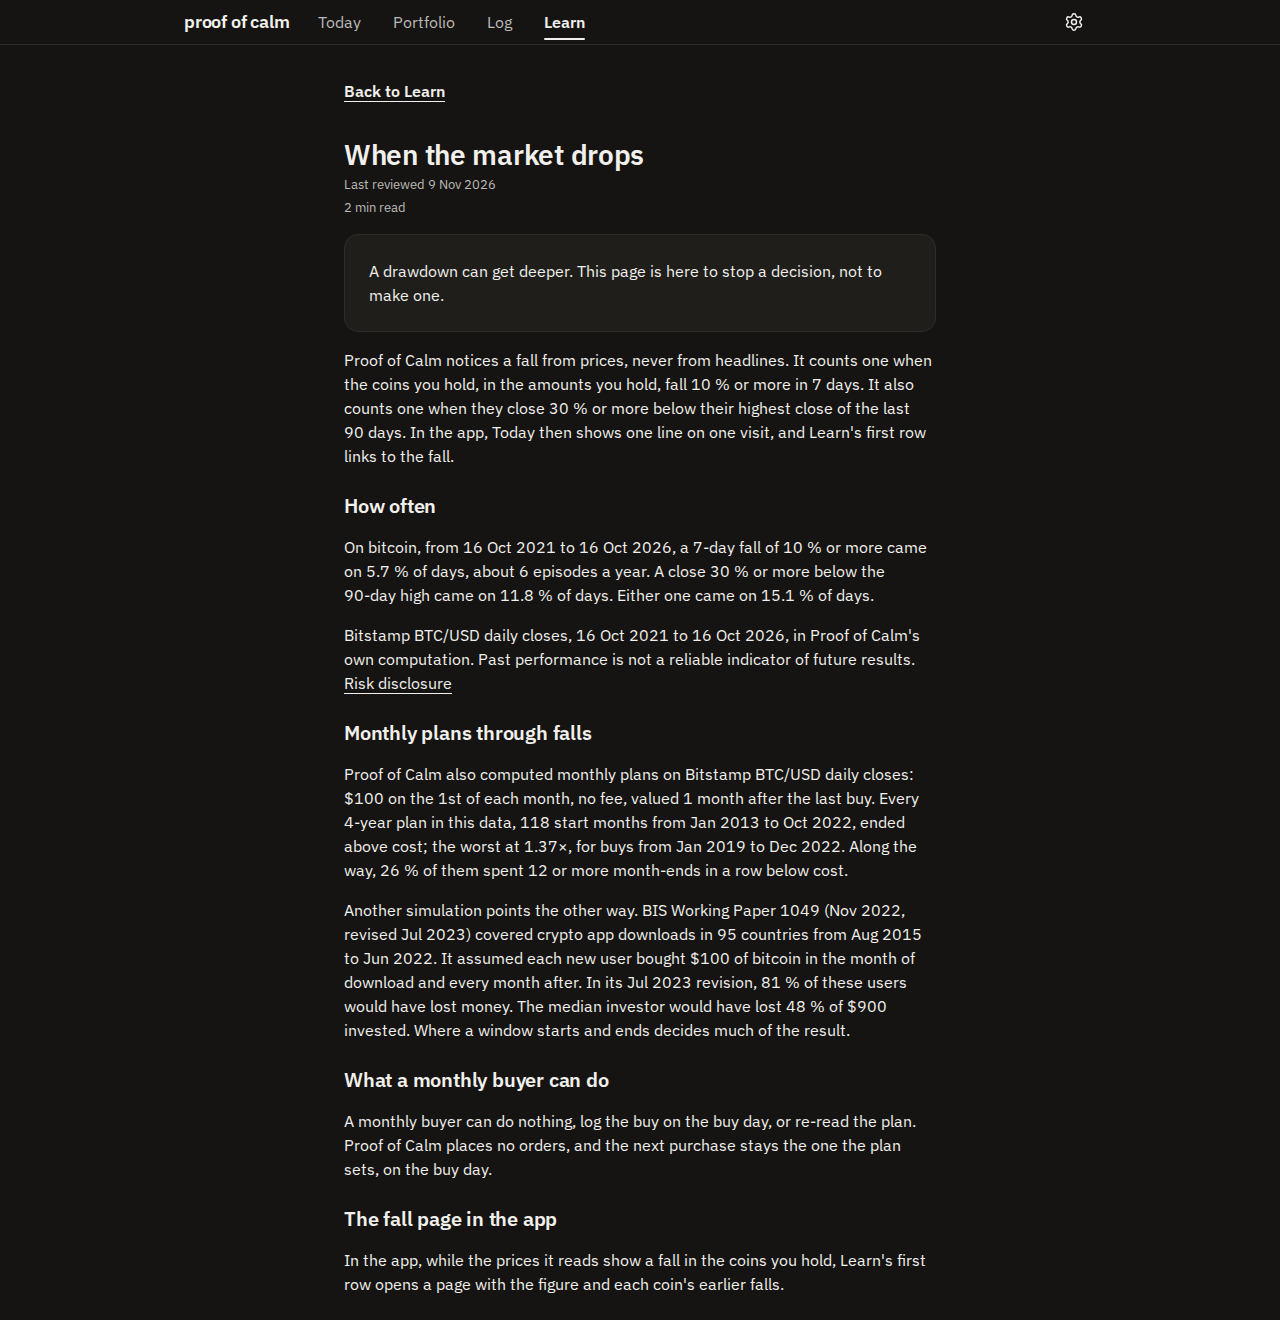 proof of calm Today Portfolio Log Learn
Back to Learn
When the market drops
Last reviewed 9 Nov 2026
2 min read
A drawdown can get deeper. This page is here to stop a decision, not to
make one.
Proof of Calm notices a fall from prices, never from headlines. It counts one when
the coins you hold, in the amounts you hold, fall 10 % or more in 7 days. It also
counts one when they close 30 % or more below their highest close of the last
90 days. In the app, Today then shows one line on one visit, and Learn's first row
links to the fall.
How often
On bitcoin, from 16 Oct 2021 to 16 Oct 2026, a 7-day fall of 10 % or more came
on 5.7 % of days, about 6 episodes a year. A close 30 % or more below the
90-day high came on 11.8 % of days. Either one came on 15.1 % of days.
Bitstamp BTC/USD daily closes, 16 Oct 2021 to 16 Oct 2026, in Proof of Calm's
own computation. Past performance is not a reliable indicator of future results.
Risk disclosure
Monthly plans through falls
Proof of Calm also computed monthly plans on Bitstamp BTC/USD daily closes:
$100 on the 1st of each month, no fee, valued 1 month after the last buy. Every
4-year plan in this data, 118 start months from Jan 2013 to Oct 2022, ended
above cost; the worst at 1.37×, for buys from Jan 2019 to Dec 2022. Along the
way, 26 % of them spent 12 or more month-ends in a row below cost.
Another simulation points the other way. BIS Working Paper 1049 (Nov 2022,
revised Jul 2023) covered crypto app downloads in 95 countries from Aug 2015
to Jun 2022. It assumed each new user bought $100 of bitcoin in the month of
download and every month after. In its Jul 2023 revision, 81 % of these users
would have lost money. The median investor would have lost 48 % of $900
invested. Where a window starts and ends decides much of the result.
What a monthly buyer can do
A monthly buyer can do nothing, log the buy on the buy day, or re-read the plan.
Proof of Calm places no orders, and the next purchase stays the one the plan
sets, on the buy day.
The fall page in the app
In the app, while the prices it reads show a fall in the coins you hold, Learn's first
row opens a page with the figure and each coin's earlier falls.